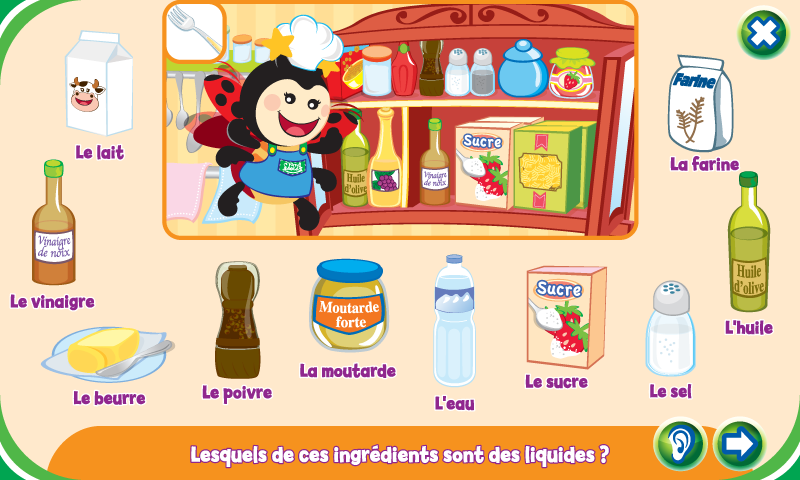 Sucre
Huile
d'olive
Vinaigre
de noix
Le lait
Farine
La farine
Vinaigre
de noix
Le vinaigre
Huile
d'olive
L'huile
Moutarde
forte
La moutarde
Sucre
Le sucre
Le sel
L'eau
Le poivre
Le beurre
Lesquels de ces ingrédients sont des liquides ?